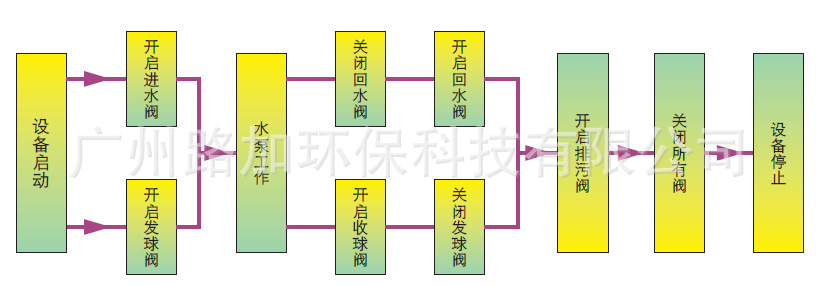 设备启动
开启进水阀
开启发球阀
水泵工作
关闭回水阀
开启回水阀
开启收球阀
关闭发球阀
开启排污阀
关闭所有阀
设备停止
广州路加环保科技有限公司